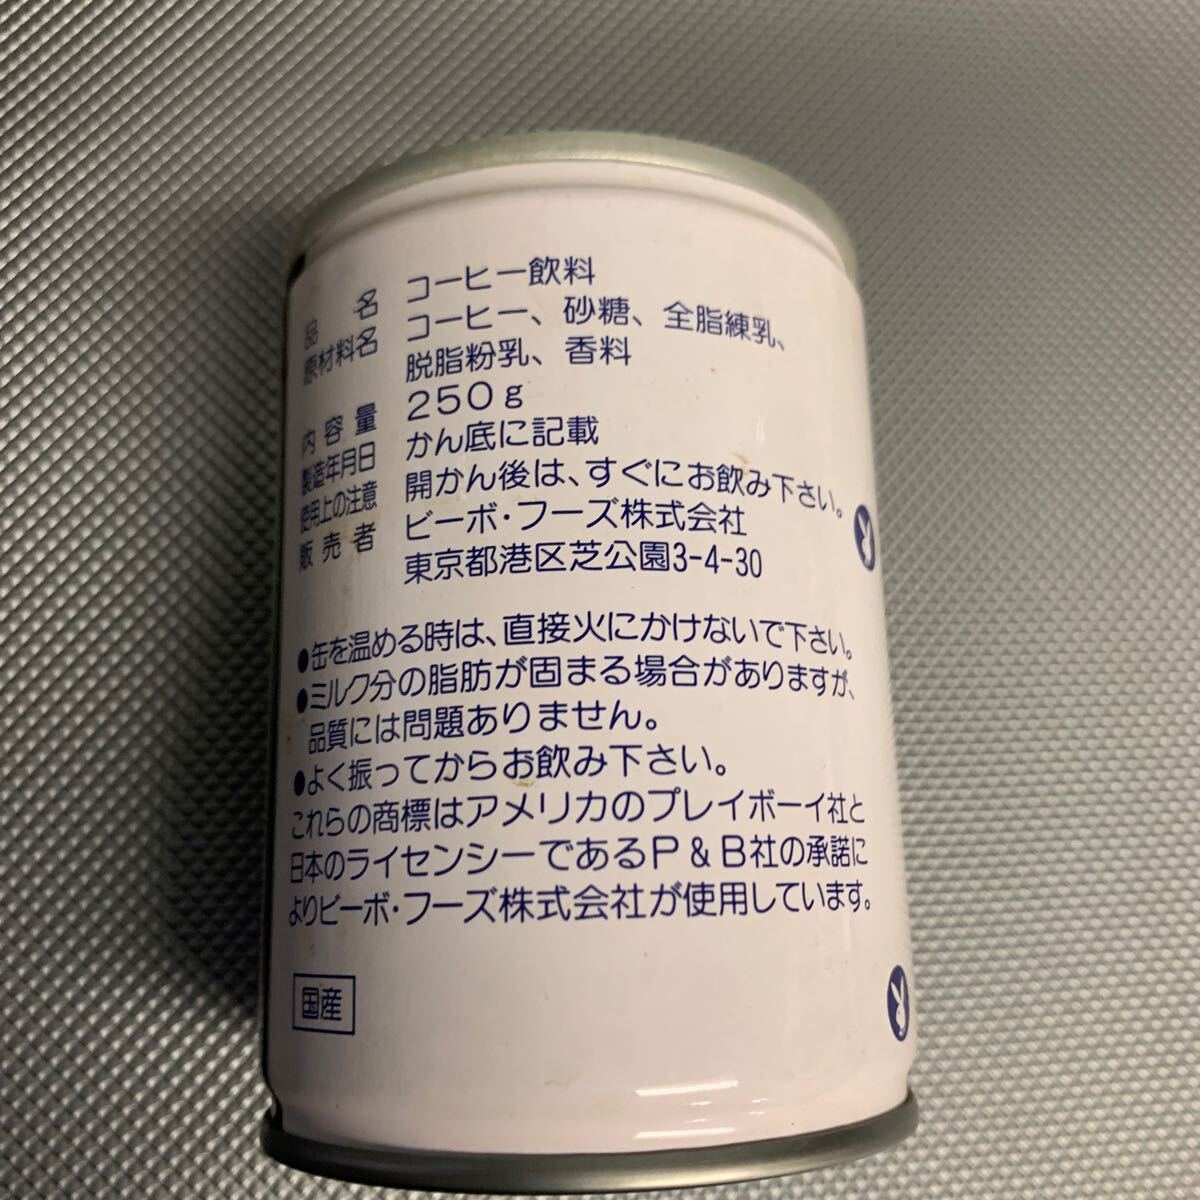 品名 コーヒー飲料
原材料名 コーヒー、砂糖、全脂練乳、
脱脂粉乳、香料
内容量 250g
製造年月日 かん底に記載
使用上の注意 開かん後は、すぐにお飲み下さい。
販売者 ビーボ・フーズ株式会社
東京都港区芝公園3-4-30
●缶を温める時は、直接火にかけないで下さい。
●ミルク分の脂肪が固まる場合がありますが、
品質には問題ありません。
●よく振ってからお飲み下さい。
これらの商標はアメリカのプレイボーイ社と
日本のライセンシーであるP&B社の承諾に
よりビーボ・フーズ株式会社が使用しています。
国産